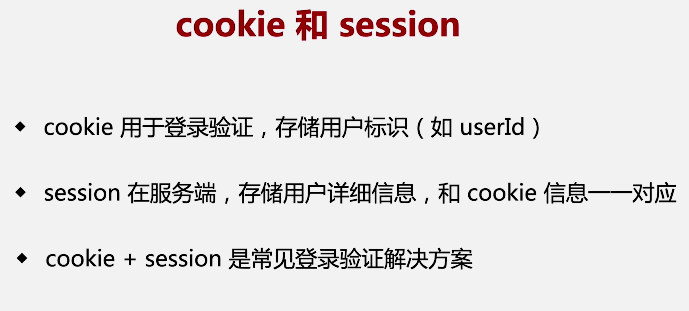 cookie 和 session
◆ cookie 用于登录验证，存储用户标识（如 userId）
◆ session 在服务端，存储用户详细信息，和 cookie 信息一一对应
◆ cookie + session 是常见登录验证解决方案